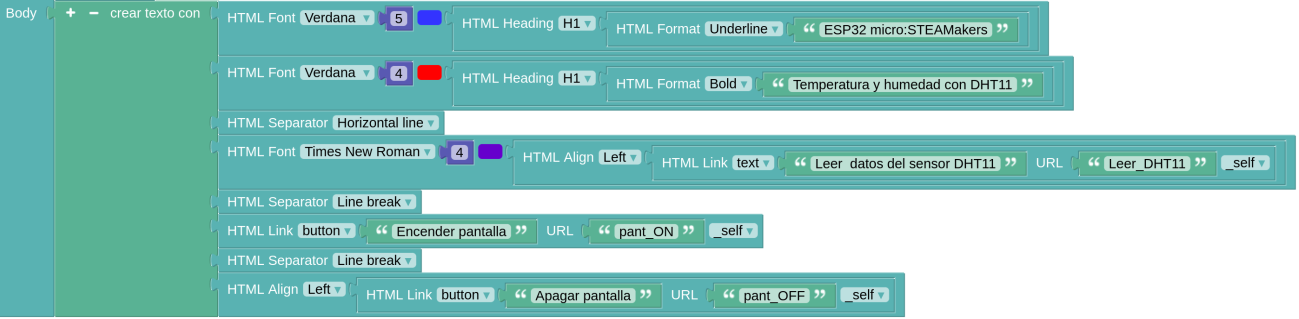 Body + − crear texto con HTML Font Verdana ▾ 5 HTML Heading H1 ▾ HTML Format Underline ▾ “ ESP32 micro:STEAMakers ”
HTML Font Verdana ▾ 4 HTML Heading H1 ▾ HTML Format Bold ▾ “ Temperatura y humedad con DHT11 ”
HTML Separator Horizontal line ▾
HTML Font Times New Roman ▾ 4 HTML Align Left ▾ HTML Link text ▾ “ Leer  datos del sensor DHT11 ” URL “ Leer_DHT11 ” _self ▾
HTML Separator Line break ▾
HTML Link button ▾ “ Encender pantalla ” URL “ pant_ON ” _self ▾
HTML Separator Line break ▾
HTML Align Left ▾ HTML Link button ▾ “ Apagar pantalla ” URL “ pant_OFF ” _self ▾